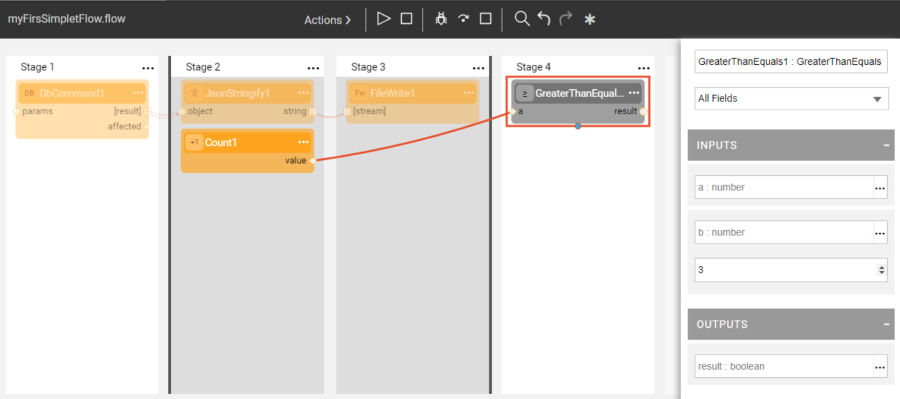 myFirsSimpletFlow.flow
Actions
Stage 1
Stage 2
Stage 3
Stage 4
DB DbCommand1
params [result]
affected
{} JsonStringify1
object string
Fw FileWrite1
[stream]
≥ GreaterThanEqual...
a result
+1 Count1
value
GreaterThanEquals1 : GreaterThanEquals
All Fields
INPUTS
a : number
b : number
3
OUTPUTS
result : boolean